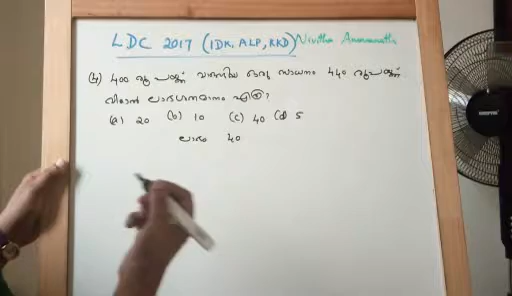 LDC 2017 (IDK, ALP, KKD) Nivitha
(4) 400 രൂപയ്ക്ക് വാങ്ങിയ ഒരു സാധനം 440 രൂപയ്ക്ക്
വിറ്റാൽ ലാഭശതമാനം എത്ര?
(a) 20 (b) 10 (c) 40 (d) 5
ലാഭം 40